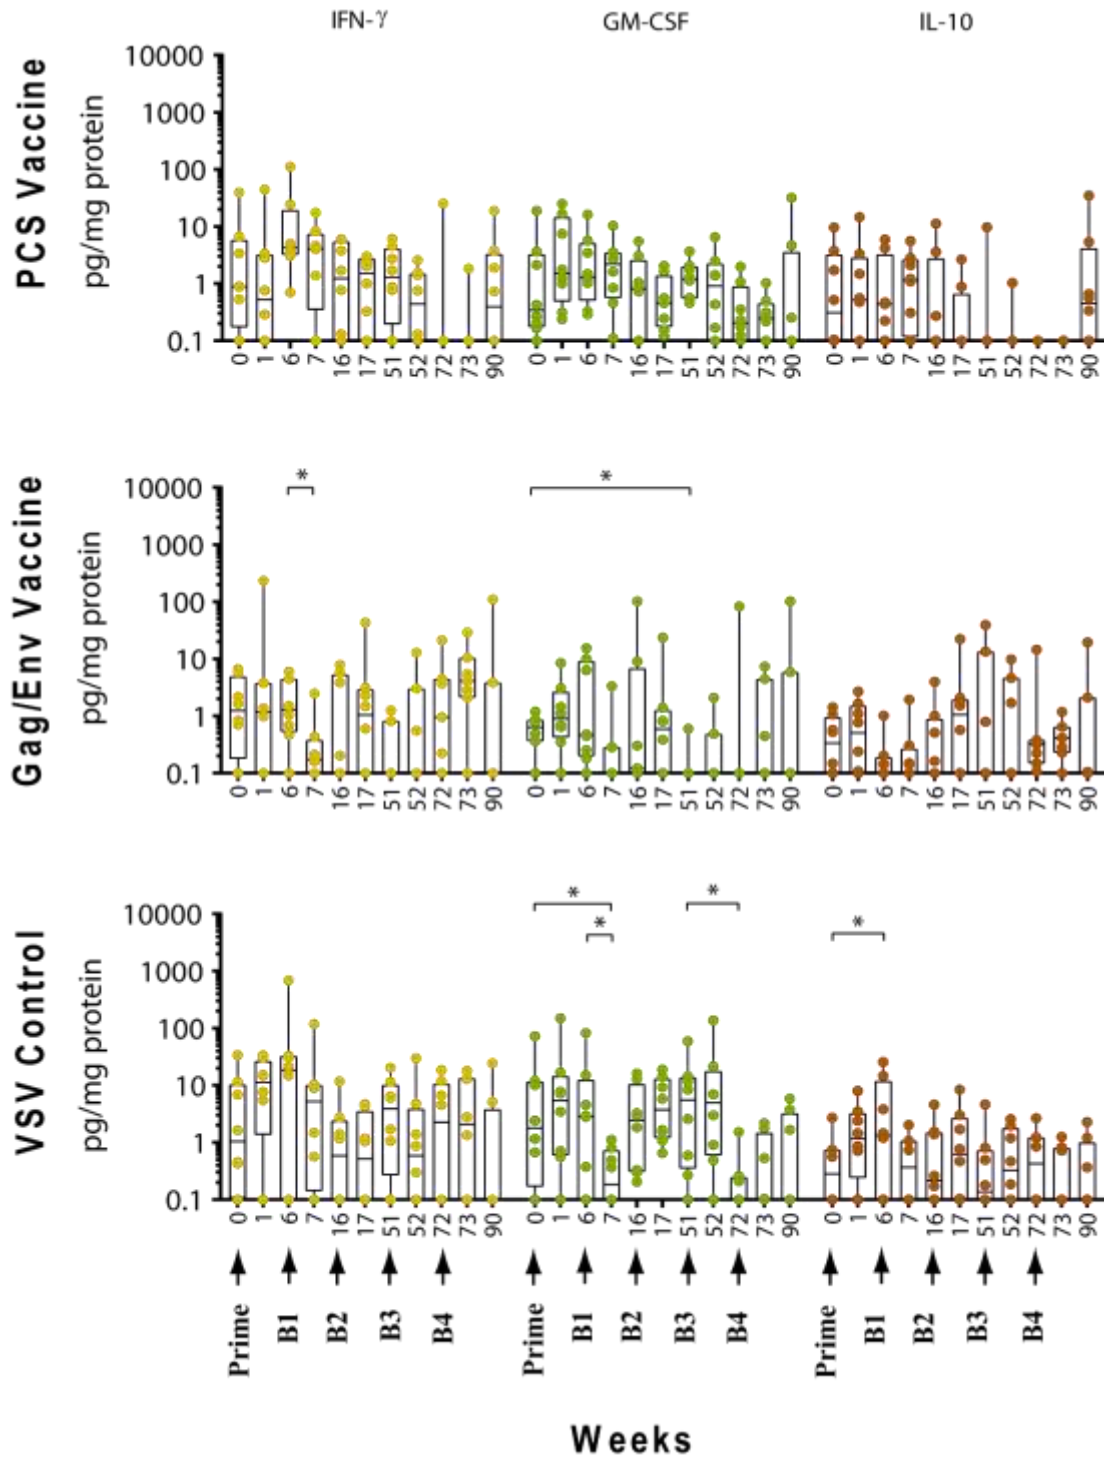 IFN-γ GM-CSF IL-10
PCS Vaccine
pg/mg protein
10000
1000
100
10
1
0.1
0 1 6 7 16 17 51 52 72 73 90 0 1 6 7 16 17 51 52 72 73 90 0 1 6 7 16 17 51 52 72 73 90
Gag/Env Vaccine
pg/mg protein
* *
10000
1000
100
10
1
0.1
0 1 6 7 16 17 51 52 72 73 90 0 1 6 7 16 17 51 52 72 73 90 0 1 6 7 16 17 51 52 72 73 90
VSV Control
pg/mg protein
* * * *
10000
1000
100
10
1
0.1
0 1 6 7 16 17 51 52 72 73 90 0 1 6 7 16 17 51 52 72 73 90 0 1 6 7 16 17 51 52 72 73 90
Prime B1 B2 B3 B4 Prime B1 B2 B3 B4 Prime B1 B2 B3 B4
Weeks